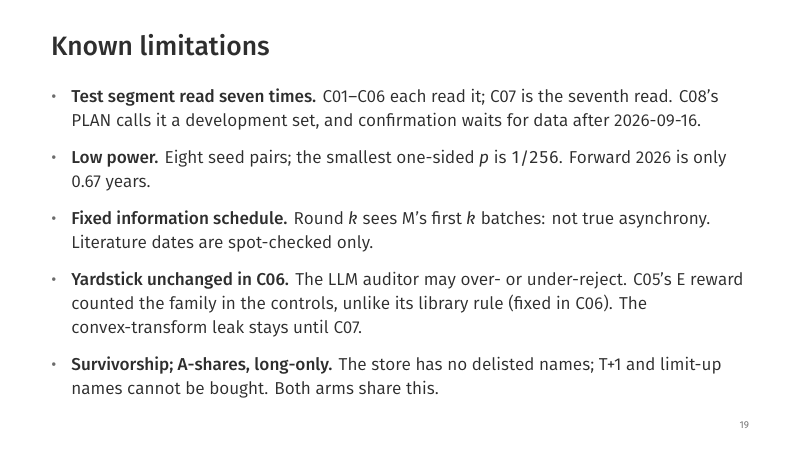 Known limitations
• Test segment read seven times. C01–C06 each read it; C07 is the seventh read. C08’s
PLAN calls it a development set, and confirmation waits for data after 2026-09-16.
• Low power. Eight seed pairs; the smallest one-sided p is 1/256. Forward 2026 is only
0.67 years.
• Fixed information schedule. Round k sees M’s first k batches: not true asynchrony.
Literature dates are spot-checked only.
• Yardstick unchanged in C06. The LLM auditor may over- or under-reject. C05’s E reward
counted the family in the controls, unlike its library rule (fixed in C06). The
convex-transform leak stays until C07.
• Survivorship; A-shares, long-only. The store has no delisted names; T+1 and limit-up
names cannot be bought. Both arms share this.
19